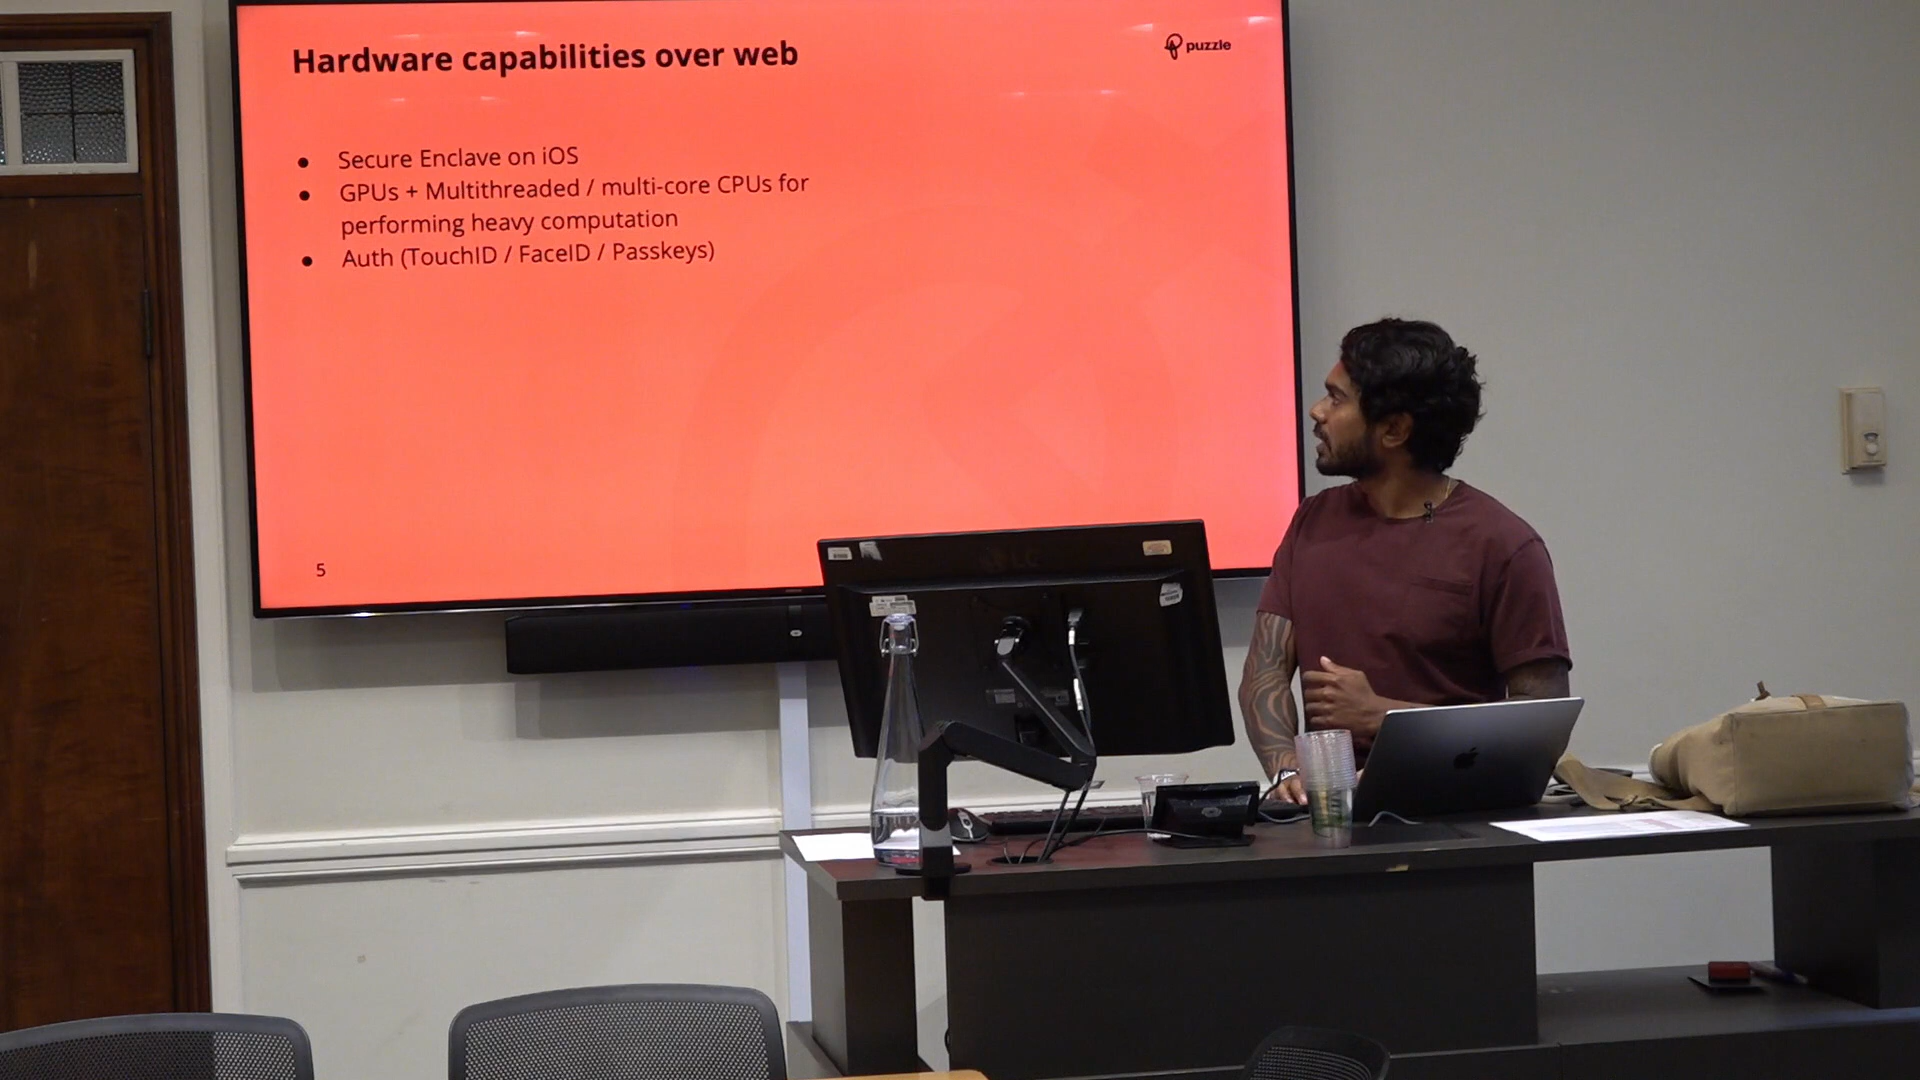 Hardware capabilities over web
puzzle
● Secure Enclave on iOS
● GPUs + Multithreaded / multi-core CPUs for
performing heavy computation
● Auth (TouchID / FaceID / Passkeys)
5